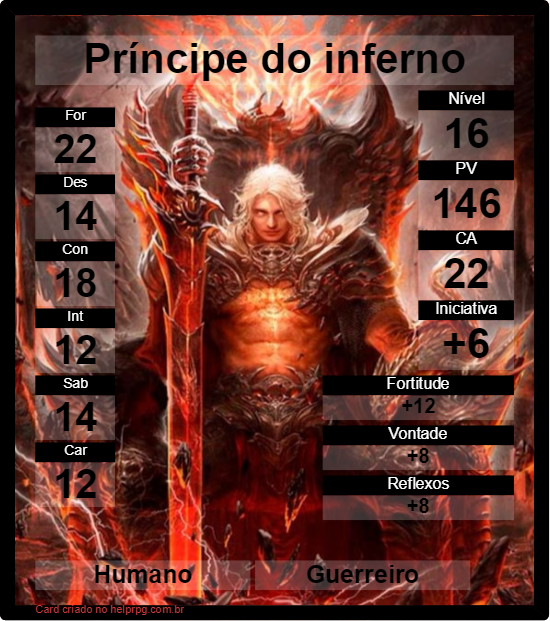 Príncipe do inferno
For
22
Des
14
Con
18
Int
12
Sab
14
Car
12
Nível
16
PV
146
CA
22
Iniciativa
+6
Fortitude
+12
Vontade
+8
Reflexos
+8
Humano
Guerreiro
Card criado no helprpg.com.br